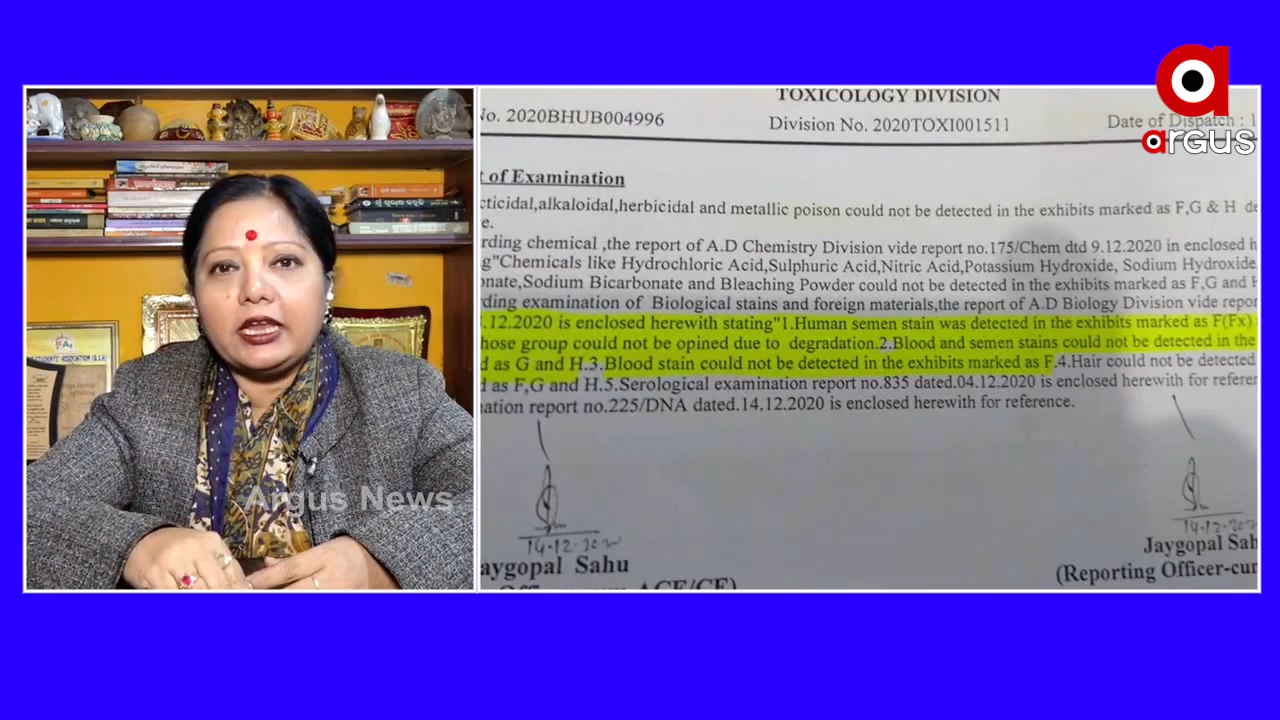 argus
TOXICOLOGY DIVISION
No. 2020BHUB004996
Division No. 2020TOXI001511
Date of Dispatch : 1
t of Examination
cticidal,alkaloidal,herbicidal and metallic poison could not be detected in the exhibits marked as F,G & H de
e.
rding chemical ,the report of A.D Chemistry Division vide report no.175/Chem dtd 9.12.2020 in enclosed h
g"Chemicals like Hydrochloric Acid,Sulphuric Acid,Nitric Acid,Potassium Hydroxide, Sodium Hydroxide,
onate,Sodium Bicarbonate and Bleaching Powder could not be detected in the exhibits marked as F,G and H
rding examination of Biological stains and foreign materials,the report of A.D Biology Division vide repor
.12.2020 is enclosed herewith stating"1.Human semen stain was detected in the exhibits marked as F(Fx)
hose group could not be opined due to degradation.2.Blood and semen stains could not be detected in the
d as G and H.3.Blood stain could not be detected in the exhibits marked as F.4.Hair could not be detected
d as F,G and H.5.Serological examination report no.835 dated.04.12.2020 is enclosed herewith for referen
nation report no.225/DNA dated.14.12.2020 is enclosed herewith for reference.
14-12-202
14-12-202
aygopal Sahu
Jaygopal Sah
(Reporting Officer-cur
Argus News